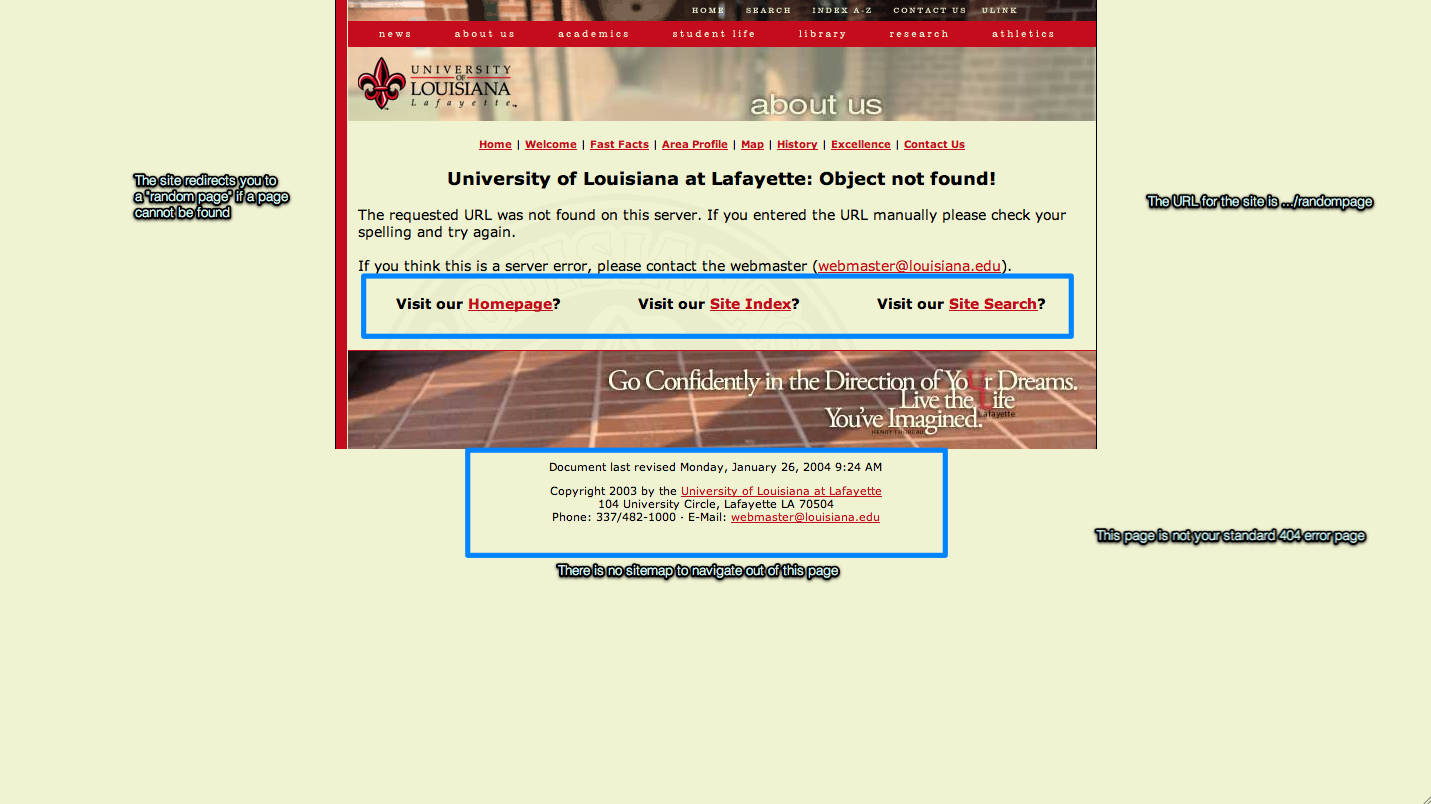 HOME SEARCH INDEX A-Z CONTACT US ULINK
news about us academics student life library research athletics
UNIVERSITY
OF
LOUISIANA
Lafayette™
about us
Home | Welcome | Fast Facts | Area Profile | Map | History | Excellence | Contact Us
University of Louisiana at Lafayette: Object not found!
The site redirects you to
a "random page" if a page
cannot be found
The URL for the site is .../randompage
The requested URL was not found on this server. If you entered the URL manually please check your
spelling and try again.
If you think this is a server error, please contact the webmaster (webmaster@louisiana.edu).
Visit our Homepage? Visit our Site Index? Visit our Site Search?
Go Confidently in the Direction of YoUr Dreams.
Live the Life
Lafayette
You've Imagined.
HENRY THOREAU
Document last revised Monday, January 26, 2004 9:24 AM
Copyright 2003 by the University of Louisiana at Lafayette
104 University Circle, Lafayette LA 70504
Phone: 337/482-1000 · E-Mail: webmaster@louisiana.edu
This page is not your standard 404 error page
There is no sitemap to navigate out of this page